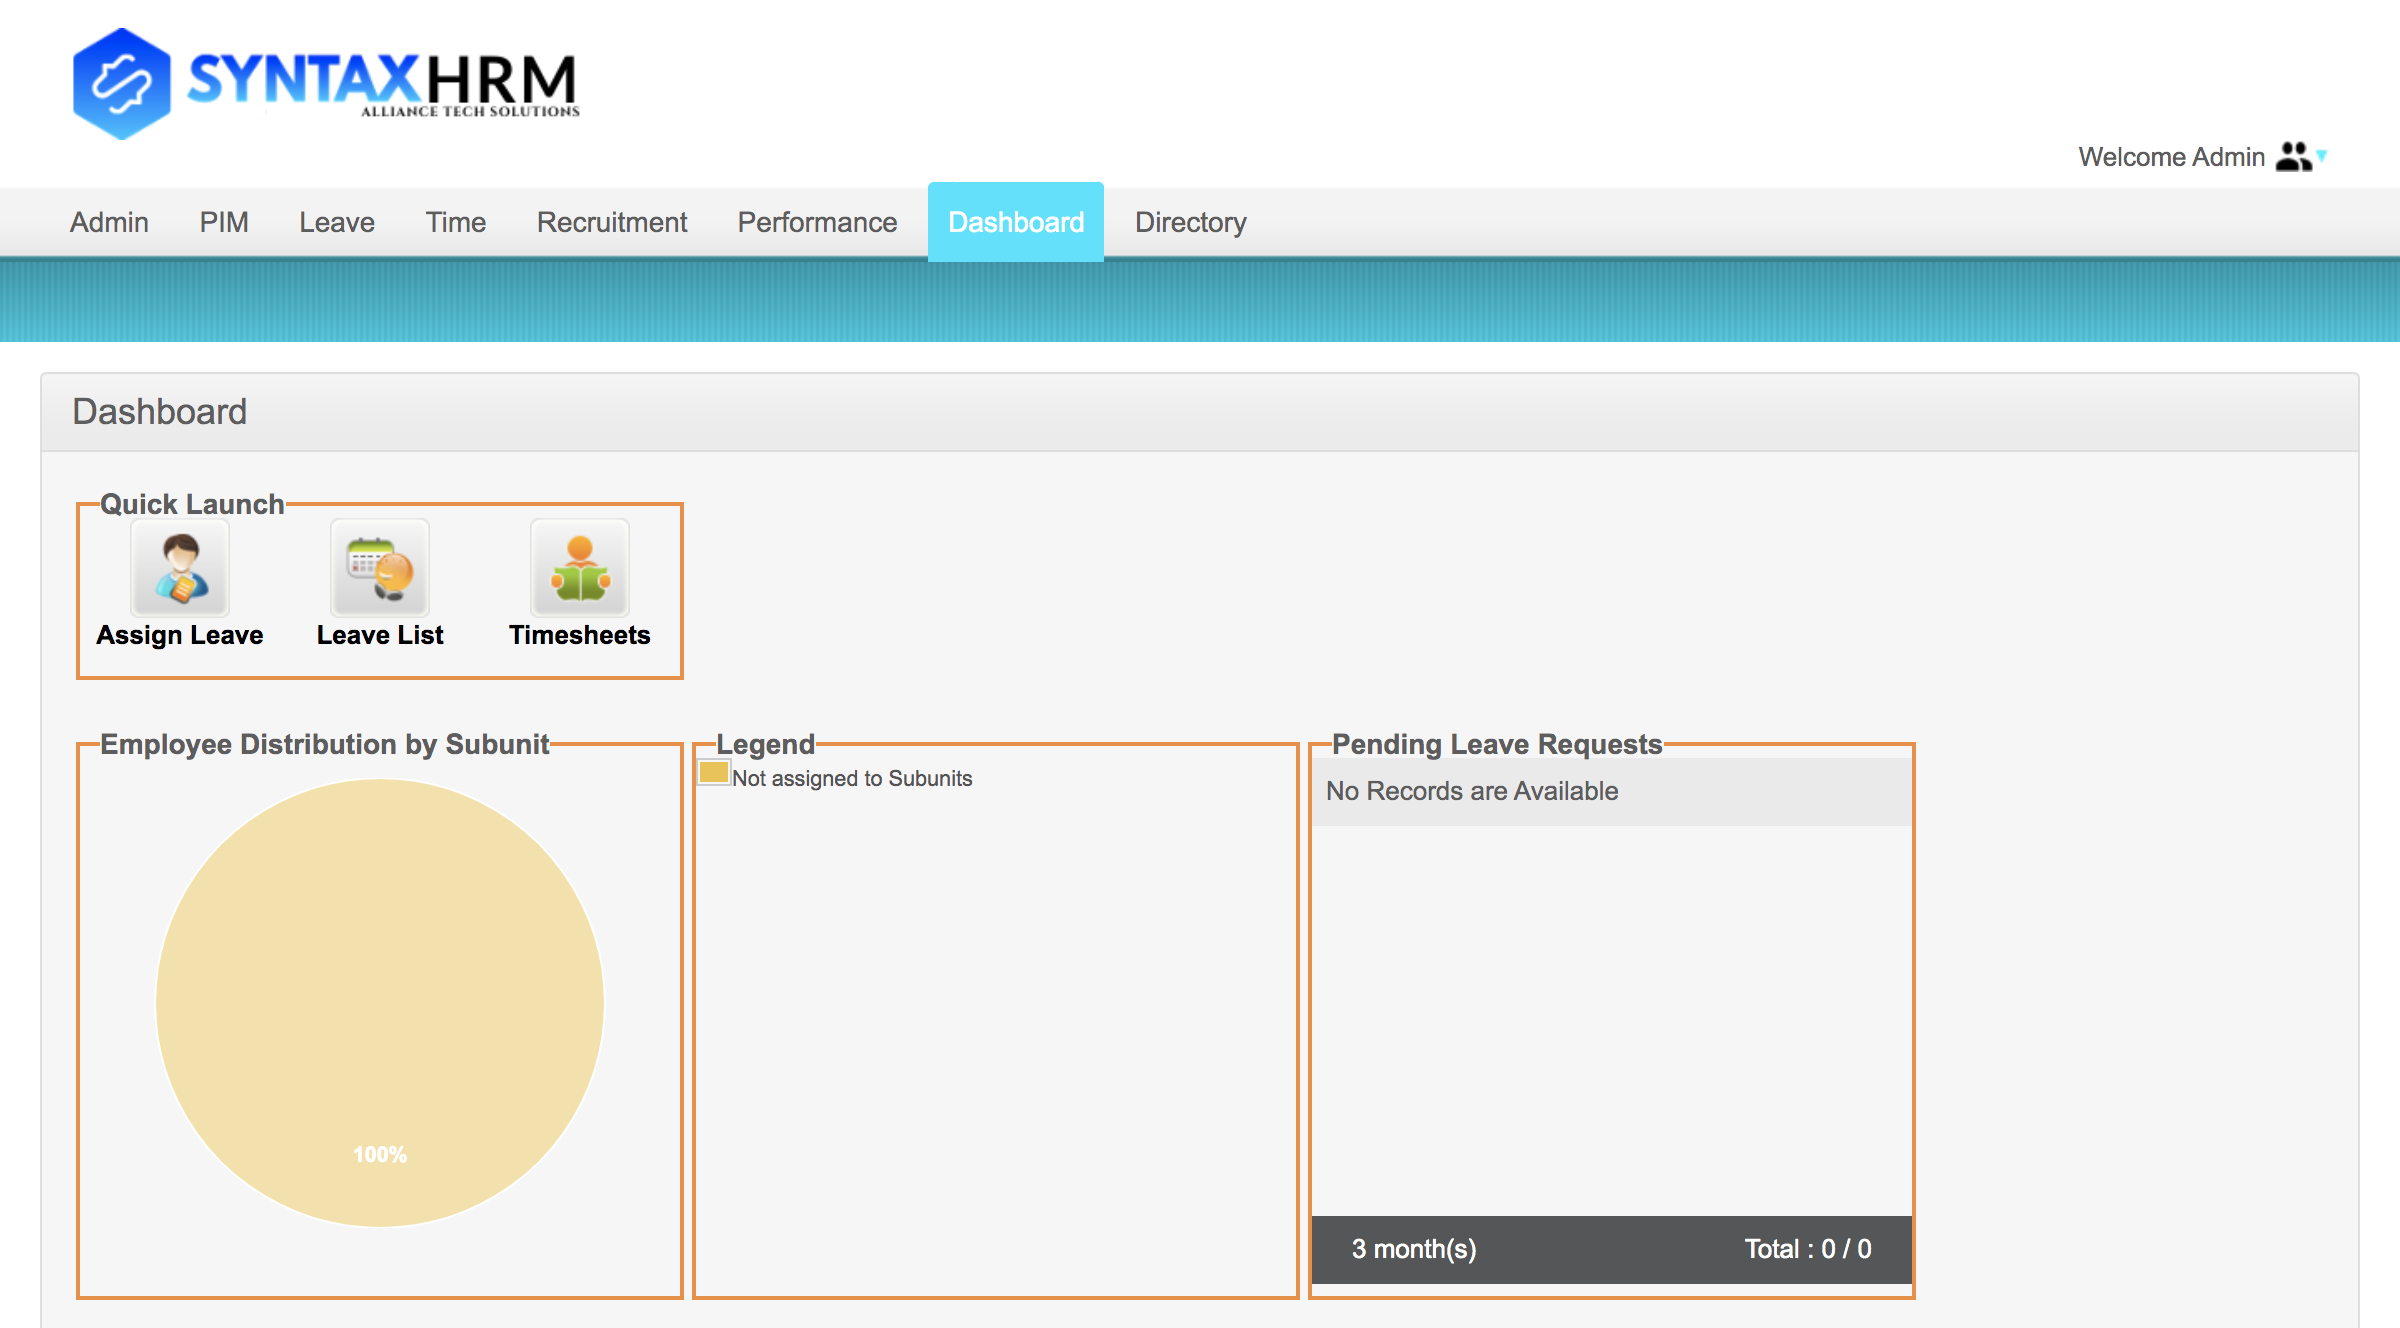 SYNTAXHRM
ALLIANCE TECH SOLUTIONS
Welcome Admin
Admin PIM Leave Time Recruitment Performance Dashboard Directory
Dashboard
Quick Launch
Assign Leave Leave List Timesheets
Employee Distribution by Subunit
100%
Legend
Not assigned to Subunits
Pending Leave Requests
No Records are Available
3 month(s) Total : 0 / 0